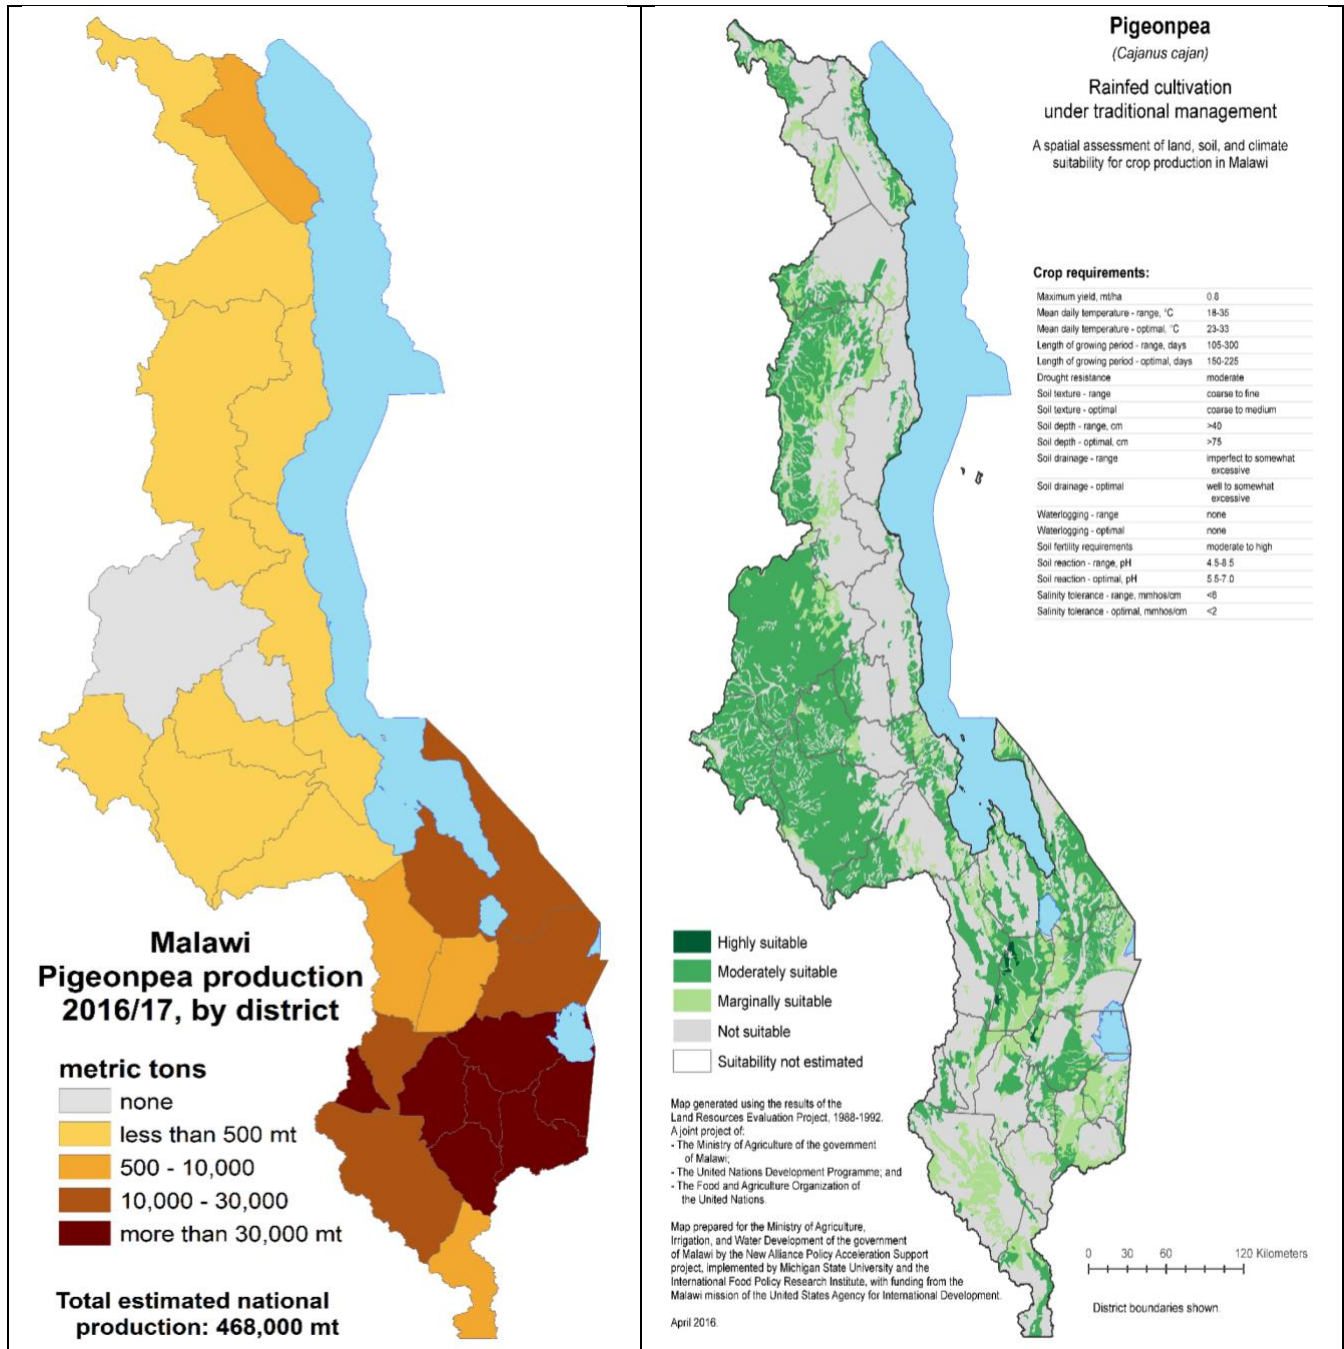 Malawi
Pigeonpea production
2016/17, by district
metric tons
none
less than 500 mt
500 - 10,000
10,000 - 30,000
more than 30,000 mt
Total estimated national
production: 468,000 mt
Pigeonpea
(Cajanus cajan)
Rainfed cultivation
under traditional management
A spatial assessment of land, soil, and climate
suitability for crop production in Malawi
Crop requirements:
Maximum yield, mt/ha 0.8
Mean daily temperature - range, °C 18-35
Mean daily temperature - optimal, °C 23-33
Length of growing period - range, days 105-300
Length of growing period - optimal, days 150-225
Drought resistance moderate
Soil texture - range coarse to fine
Soil texture - optimal coarse to medium
Soil depth - range, cm >40
Soil depth - optimal, cm >75
Soil drainage - range imperfect to somewhat
excessive
Soil drainage - optimal well to somewhat
excessive
Waterlogging - range none
Waterlogging - optimal none
Soil fertility requirements moderate to high
Soil reaction - range, pH 4.5-8.5
Soil reaction - optimal, pH 5.5-7.0
Salinity tolerance - range, mmhos/cm <6
Salinity tolerance - optimal, mmhos/cm <2
Highly suitable
Moderately suitable
Marginally suitable
Not suitable
Suitability not estimated
Map generated using the results of the
Land Resources Evaluation Project, 1988-1992.
A joint project of:
- The Ministry of Agriculture of the government
of Malawi;
- The United Nations Development Programme; and
- The Food and Agriculture Organization of
the United Nations.
Map prepared for the Ministry of Agriculture,
Irrigation, and Water Development of the government
of Malawi by the New Alliance Policy Acceleration Support
project, implemented by Michigan State University and the
International Food Policy Research Institute, with funding from the
Malawi mission of the United States Agency for International Development.
April 2016.
0 30 60 120 Kilometers
District boundaries shown.